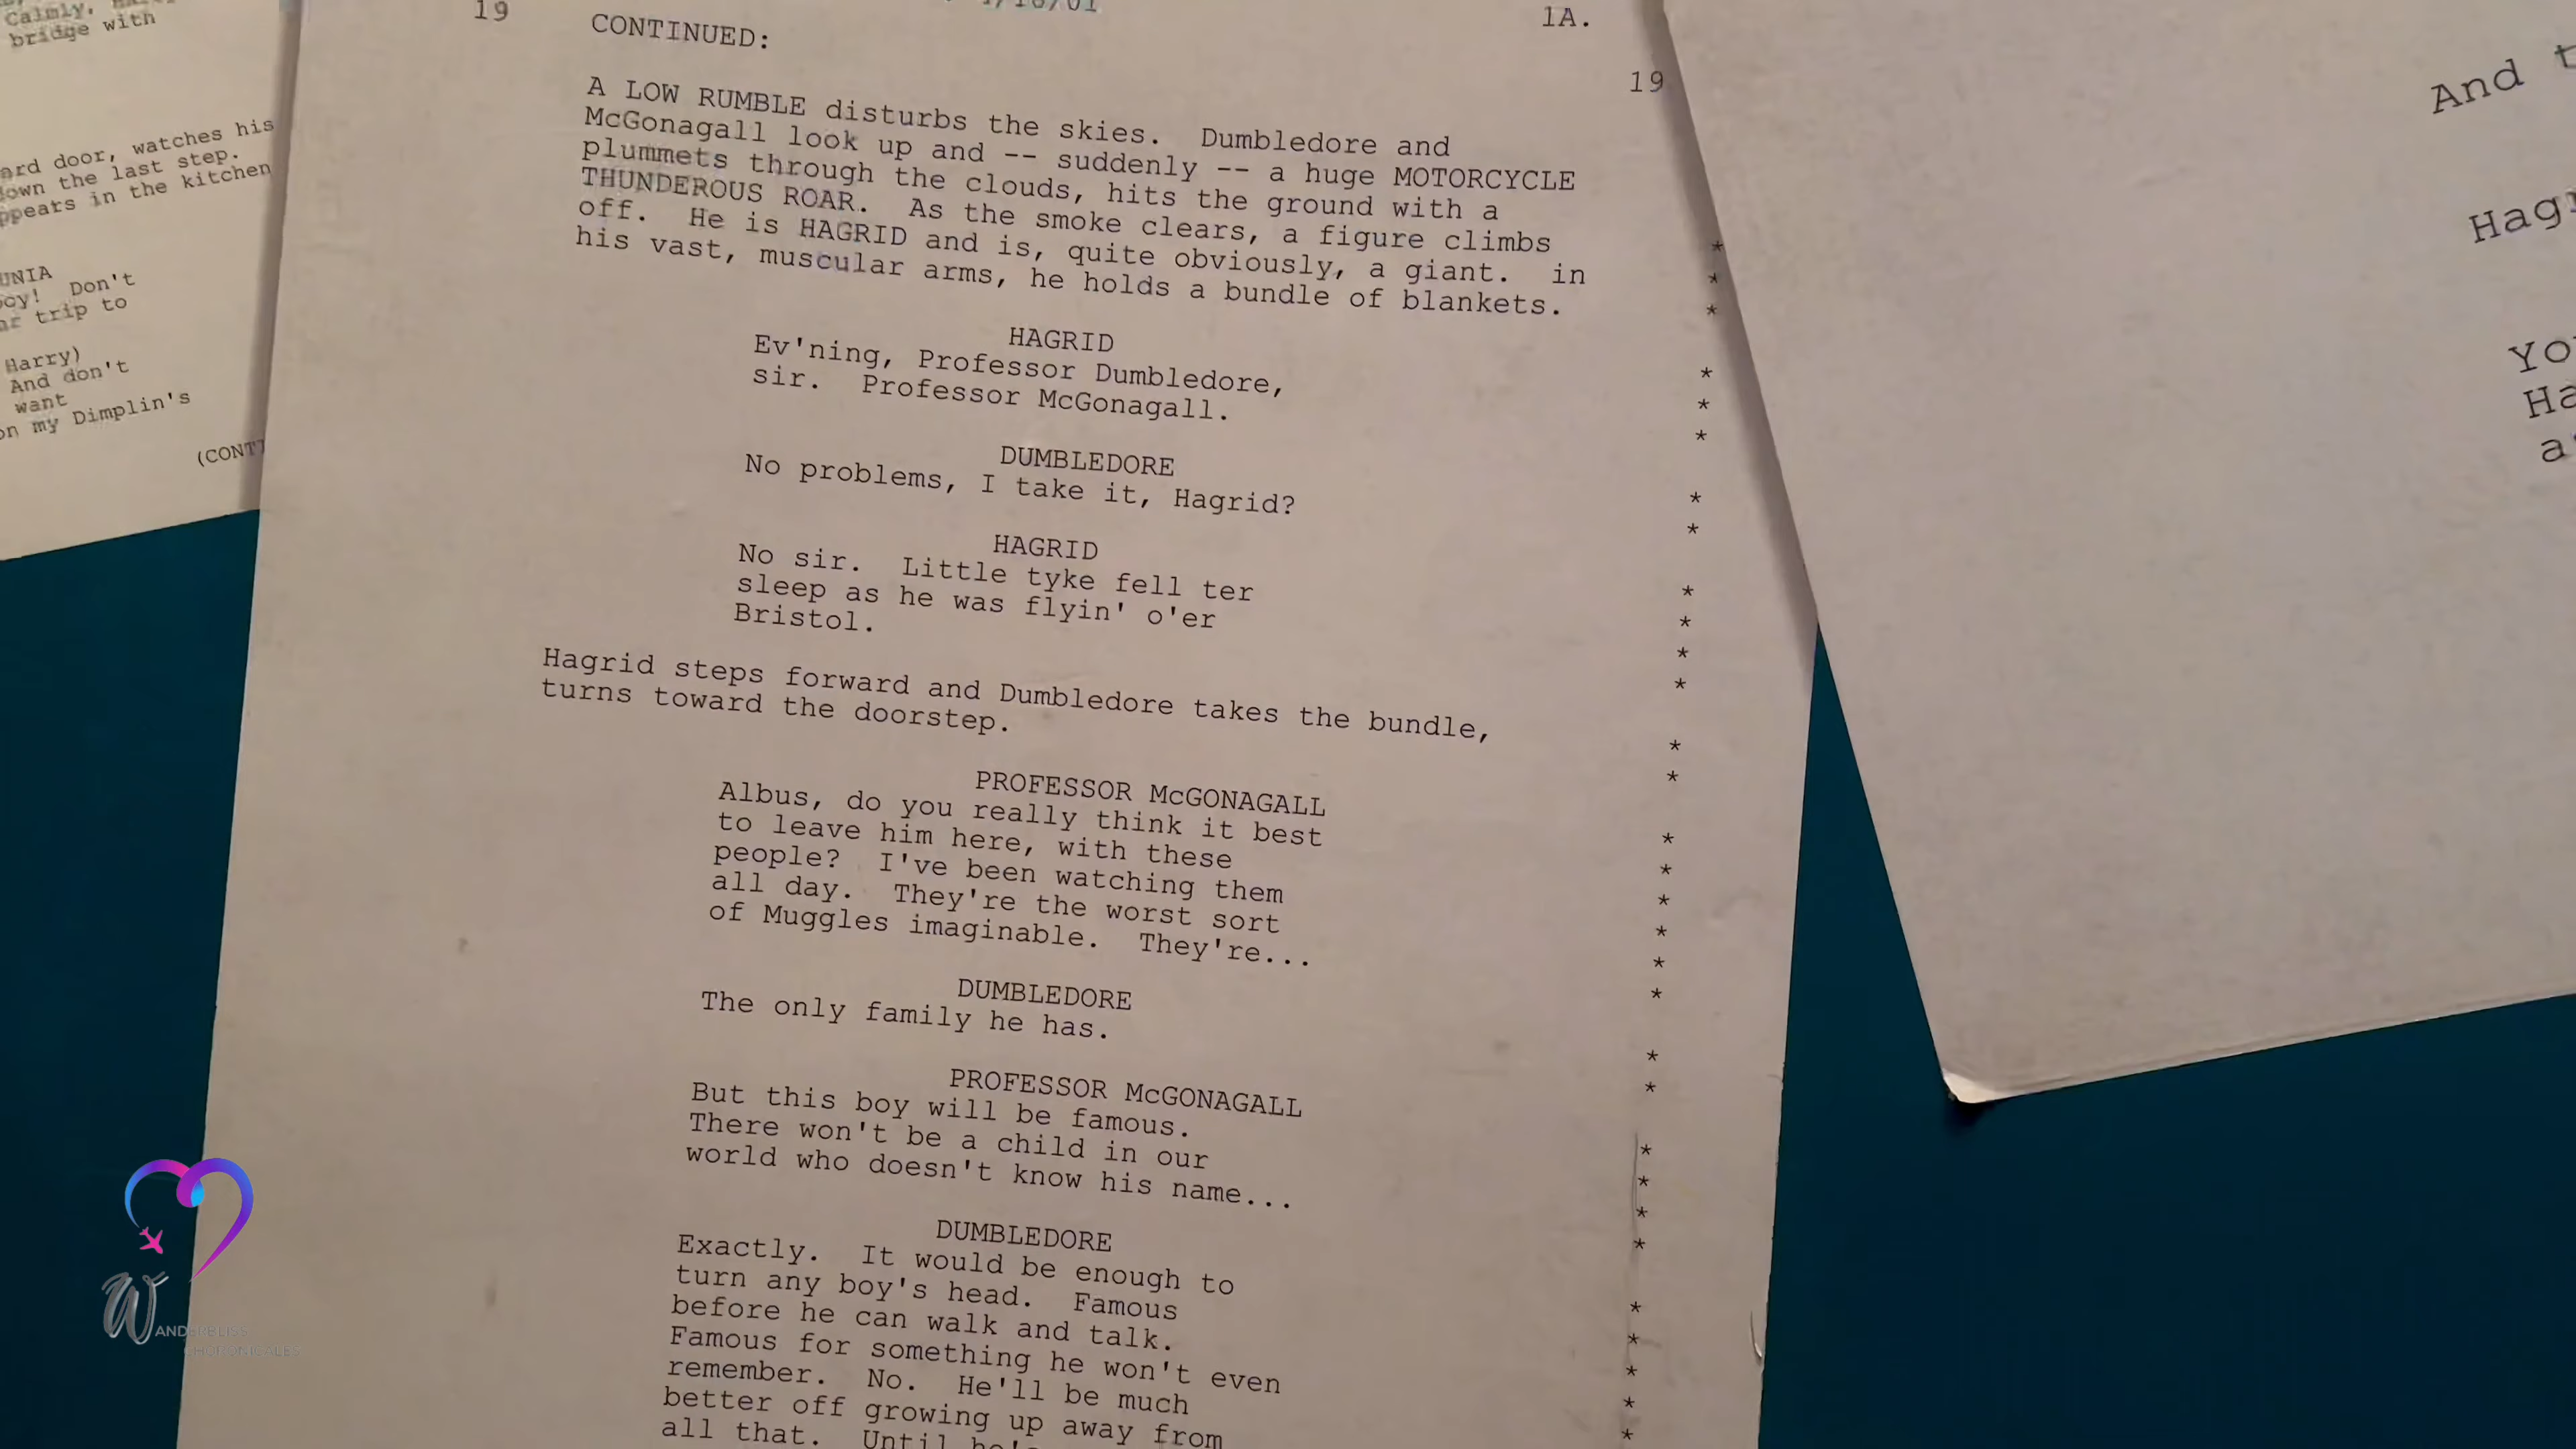 Calmly,
bridge with
ard door, watches his
down the last step.
ppears in the kitchen
UNIA
Don't
trip to
Harry)
And don't
want
on my Dimplin's
19
CONTINUED:
1A.
19
A LOW RUMBLE disturbs the skies. Dumbledore and
McGonagall look up and -- suddenly -- a huge MOTORCYCLE
plummets through the clouds, hits the ground with a
THUNDEROUS ROAR. As the smoke clears, a figure climbs
off. He is HAGRID and is, quite obviously, a giant. in *
his vast, muscular arms, he holds a bundle of blankets. *
*
HAGRID *
Ev'ning, Professor Dumbledore, *
sir. Professor McGonagall. *
DUMBLEDORE *
No problems, I take it, Hagrid? *
HAGRID *
No sir. Little tyke fell ter *
sleep as he was flyin' o'er *
Bristol. *
Hagrid steps forward and Dumbledore takes the bundle, *
turns toward the doorstep. *
PROFESSOR McGONAGALL *
Albus, do you really think it best *
to leave him here, with these *
people? I've been watching them *
all day. They're the worst sort *
of Muggles imaginable. They're... *
DUMBLEDORE *
The only family he has. *
PROFESSOR McGONAGALL *
But this boy will be famous. *
There won't be a child in our *
world who doesn't know his name... *
DUMBLEDORE *
Exactly. It would be enough to *
turn any boy's head. Famous *
before he can walk and talk. *
Famous for something he won't even *
remember. No. He'll be much
better off growing up away from
all that. Until
And
WANDERBLISS
CHORONICALES